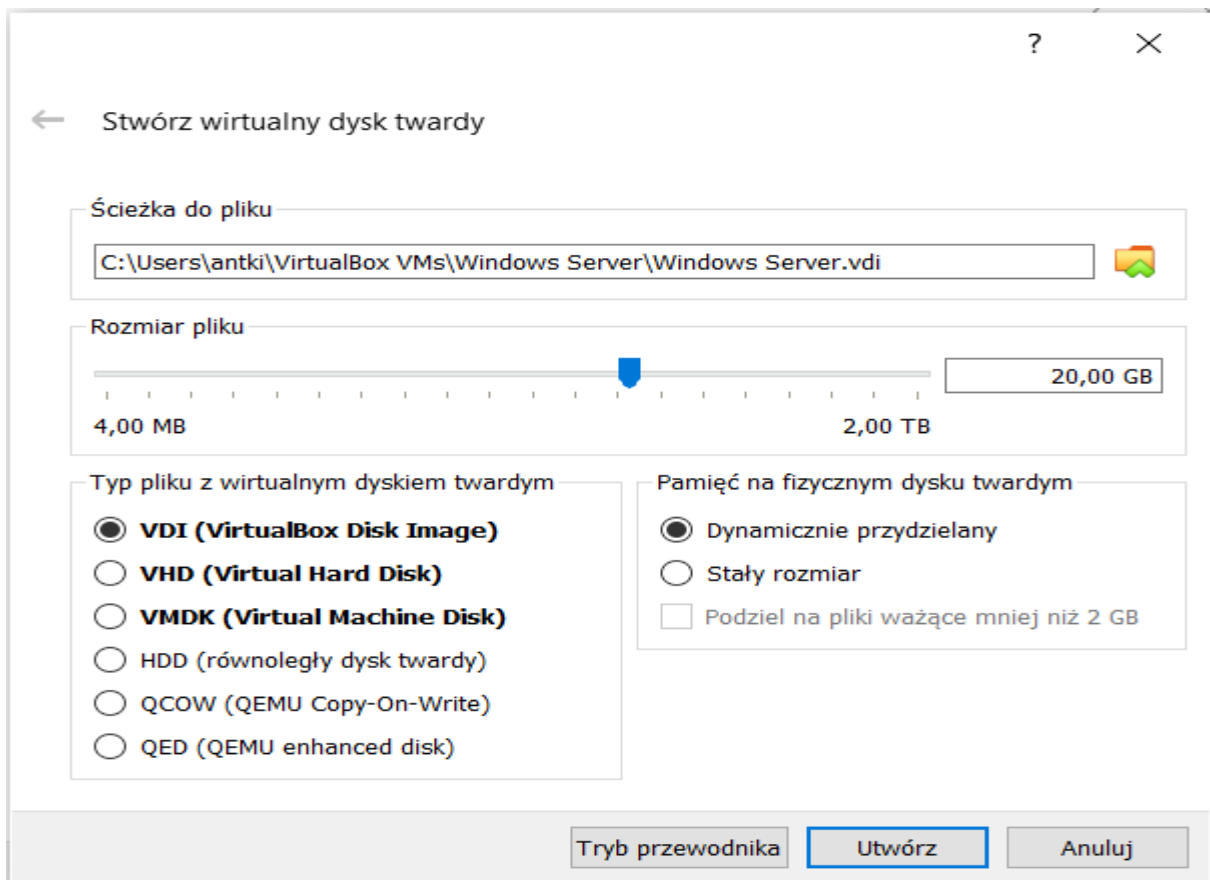 ?
Stwórz wirtualny dysk twardy
Ścieżka do pliku
C:\Users\antki\VirtualBox VMs\Windows Server\Windows Server.vdi
Rozmiar pliku
20,00 GB
4,00 MB
2,00 TB
Typ pliku z wirtualnym dyskiem twardym
VDI (VirtualBox Disk Image)
VHD (Virtual Hard Disk)
VMDK (Virtual Machine Disk)
HDD (równoległy dysk twardy)
QCOW (QEMU Copy-On-Write)
QED (QEMU enhanced disk)
Pamięć na fizycznym dysku twardym
Dynamicznie przydzielany
Stały rozmiar
Podziel na pliki ważące mniej niż 2 GB
Tryb przewodnika
Utwórz
Anuluj